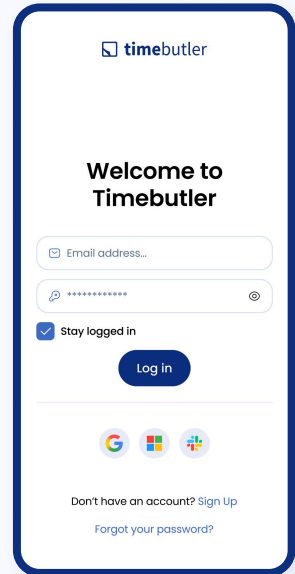 timebutler
Welcome to
Timebutler
Email address...
************
Stay logged in
Log in
Don't have an account? Sign Up
Forgot your password?